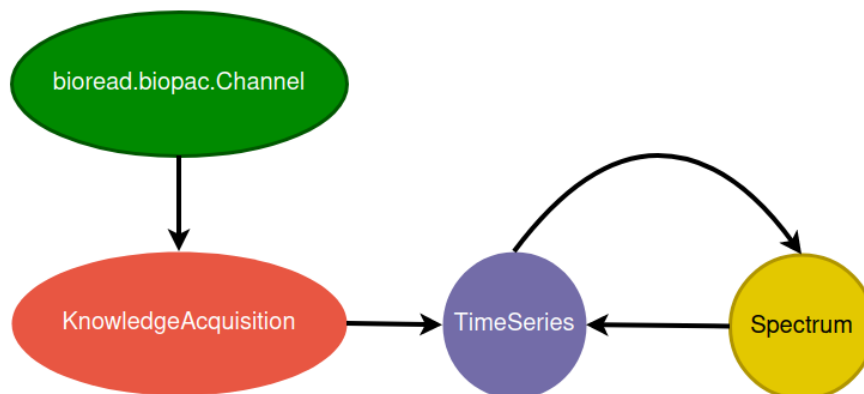 bioread.biopac.Channel
KnowledgeAcquisition
TimeSeries
Spectrum